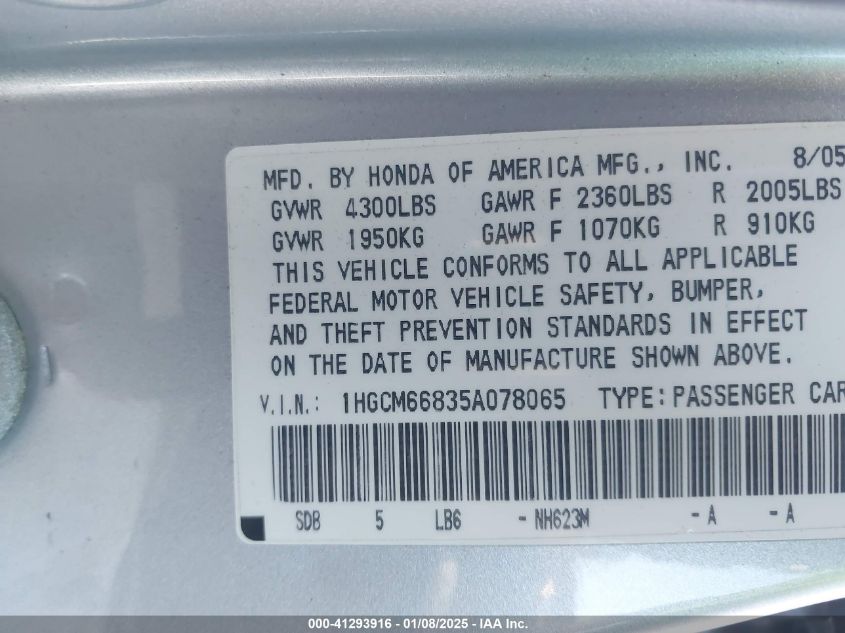 MFD. BY HONDA OF AMERICA MFG., INC. 8/05
GVWR 4300LBS GAWR F 2360LBS R 2005LBS
GVWR 1950KG GAWR F 1070KG R 910KG
THIS VEHICLE CONFORMS TO ALL APPLICABLE
FEDERAL MOTOR VEHICLE SAFETY, BUMPER,
AND THEFT PREVENTION STANDARDS IN EFFECT
ON THE DATE OF MANUFACTURE SHOWN ABOVE.
V.I.N.: 1HGCM66835A078065 TYPE:PASSENGER CAR
SDB 5 LB6 -NH623M -A -A
000-41293916 - 01/08/2025 - IAA Inc.